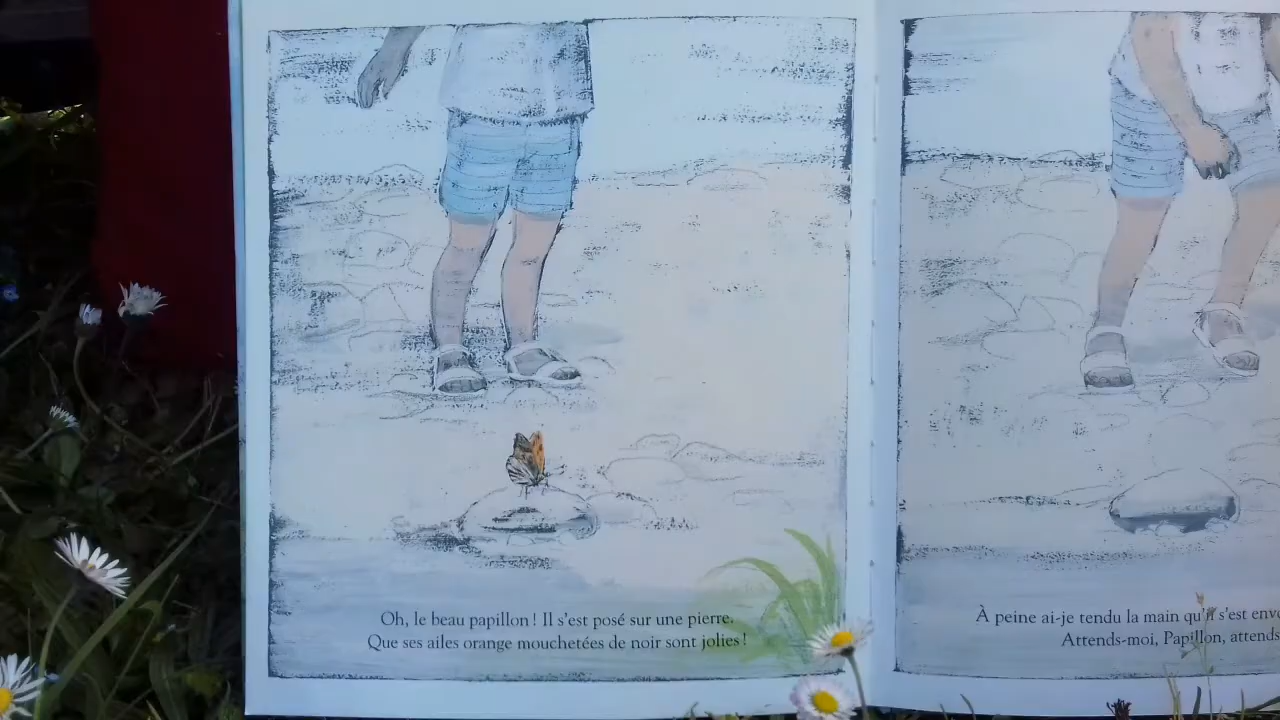 Oh, le beau papillon ! Il s'est posé sur une pierre.
Que ses ailes orange mouchetées de noir sont jolies !
À peine ai-je tendu la main qu'il s'est
Attends-moi, Papillon,